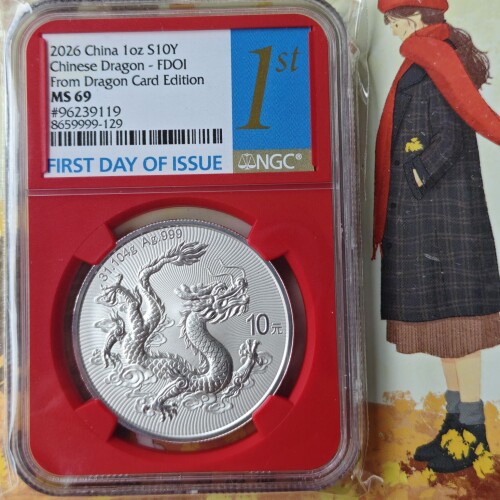 2026 China 1oz S10Y
Chinese Dragon - FDOI
From Dragon Card Edition
MS 69
#96239119
8659999-129
1st
FIRST DAY OF ISSUE
NGC®
31.104g Ag.999
10元